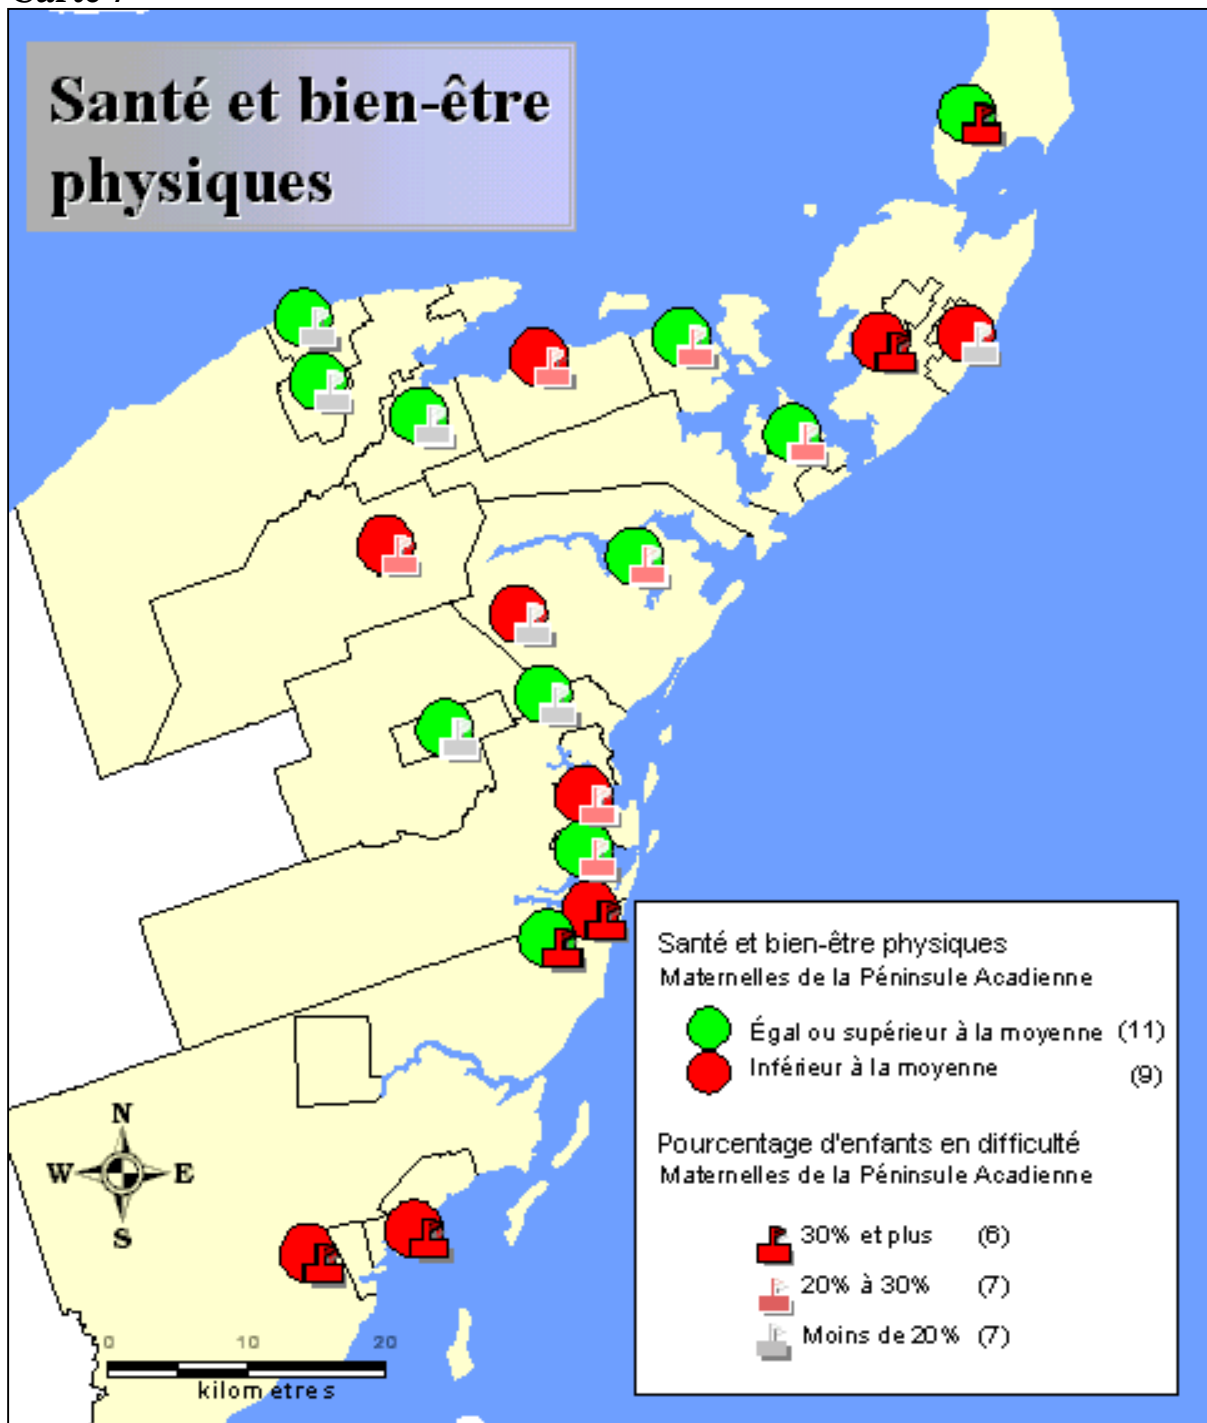 Santé et bien-être
physiques
Santé et bien-être physiques
Maternelles de la Péninsule Acadienne
Égal ou supérieur à la moyenne (11)
Inférieur à la moyenne (9)
Pourcentage d'enfants en difficulté
Maternelles de la Péninsule Acadienne
30% et plus (6)
20% à 30% (7)
Moins de 20% (7)
N
W E
S
0 10 20
kilometres